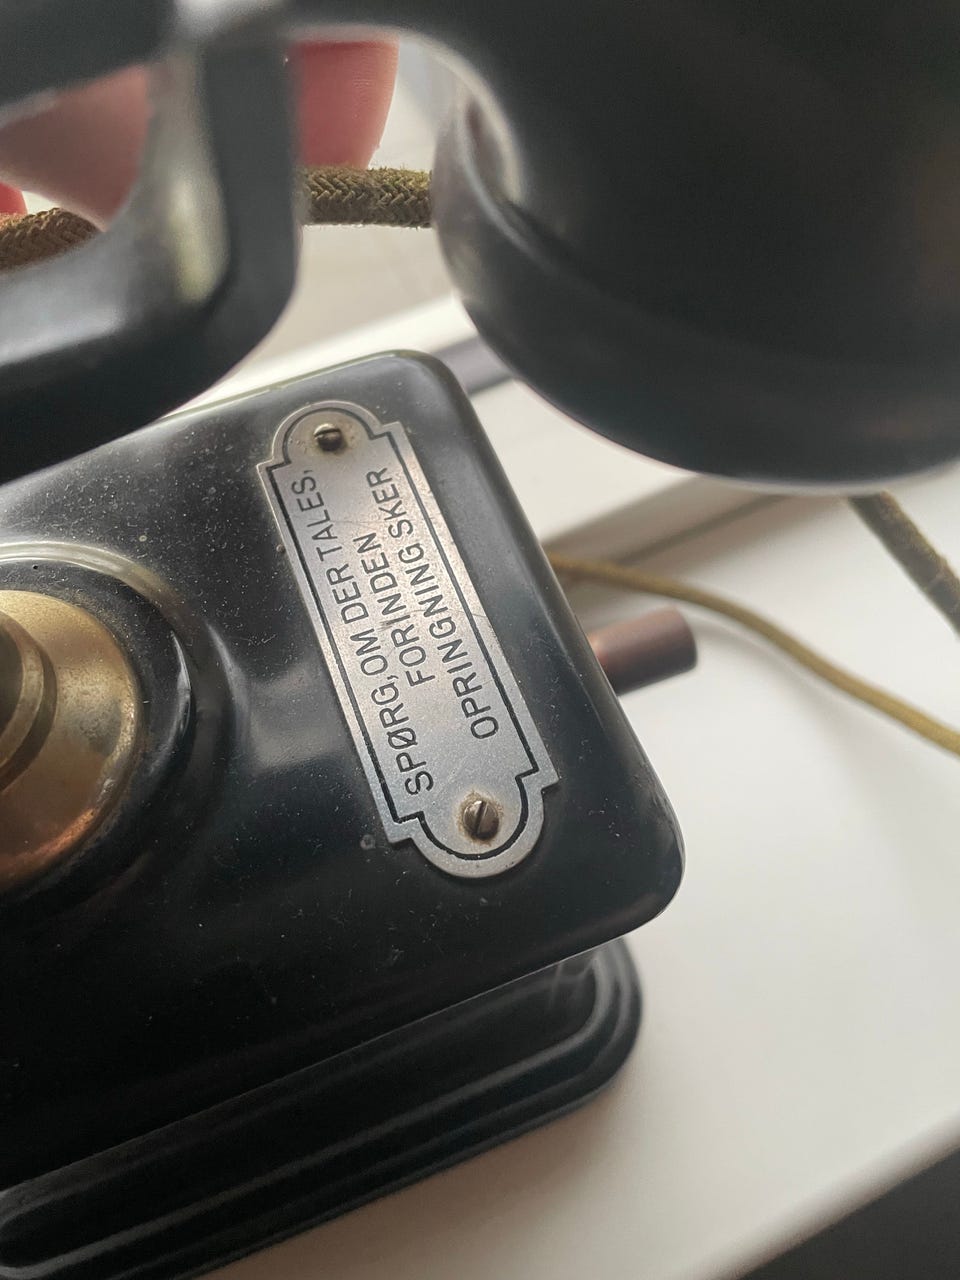 SPØRG, OM DER TALES,
FORINDEN
OPRINGNING SKER